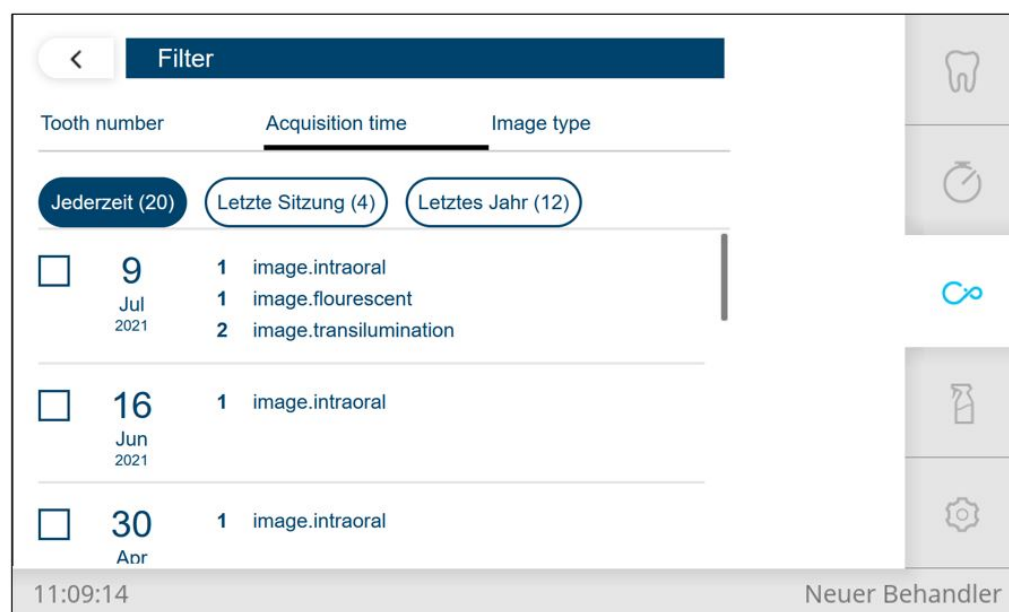 Filter
Tooth number Acquisition time Image type
Jederzeit (20) Letzte Sitzung (4) Letztes Jahr (12)
9 Jul 2021
1 image.intraoral
1 image.flourescent
2 image.transilumination
16 Jun 2021
1 image.intraoral
30 Apr
1 image.intraoral
11:09:14 Neuer Behandler